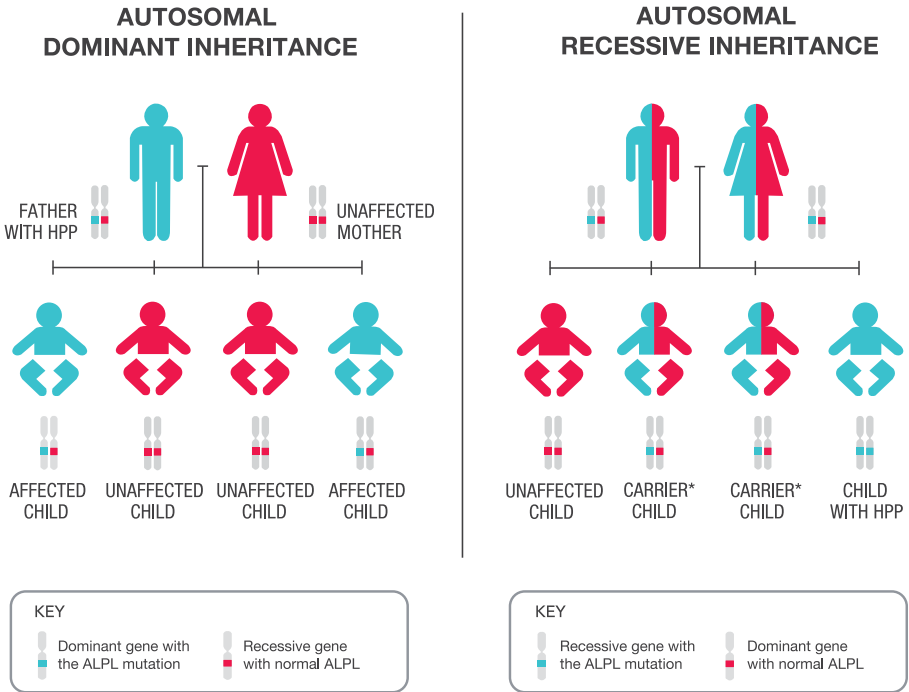 AUTOSOMAL
DOMINANT INHERITANCE
FATHER
WITH HPP
UNAFFECTED
MOTHER
AFFECTED
CHILD
UNAFFECTED
CHILD
UNAFFECTED
CHILD
AFFECTED
CHILD
KEY
Dominant gene with
the ALPL mutation
Recessive gene
with normal ALPL
AUTOSOMAL
RECESSIVE INHERITANCE
UNAFFECTED
CHILD
CARRIER*
CHILD
CARRIER*
CHILD
CHILD
WITH HPP
KEY
Recessive gene with
the ALPL mutation
Dominant gene
with normal ALPL